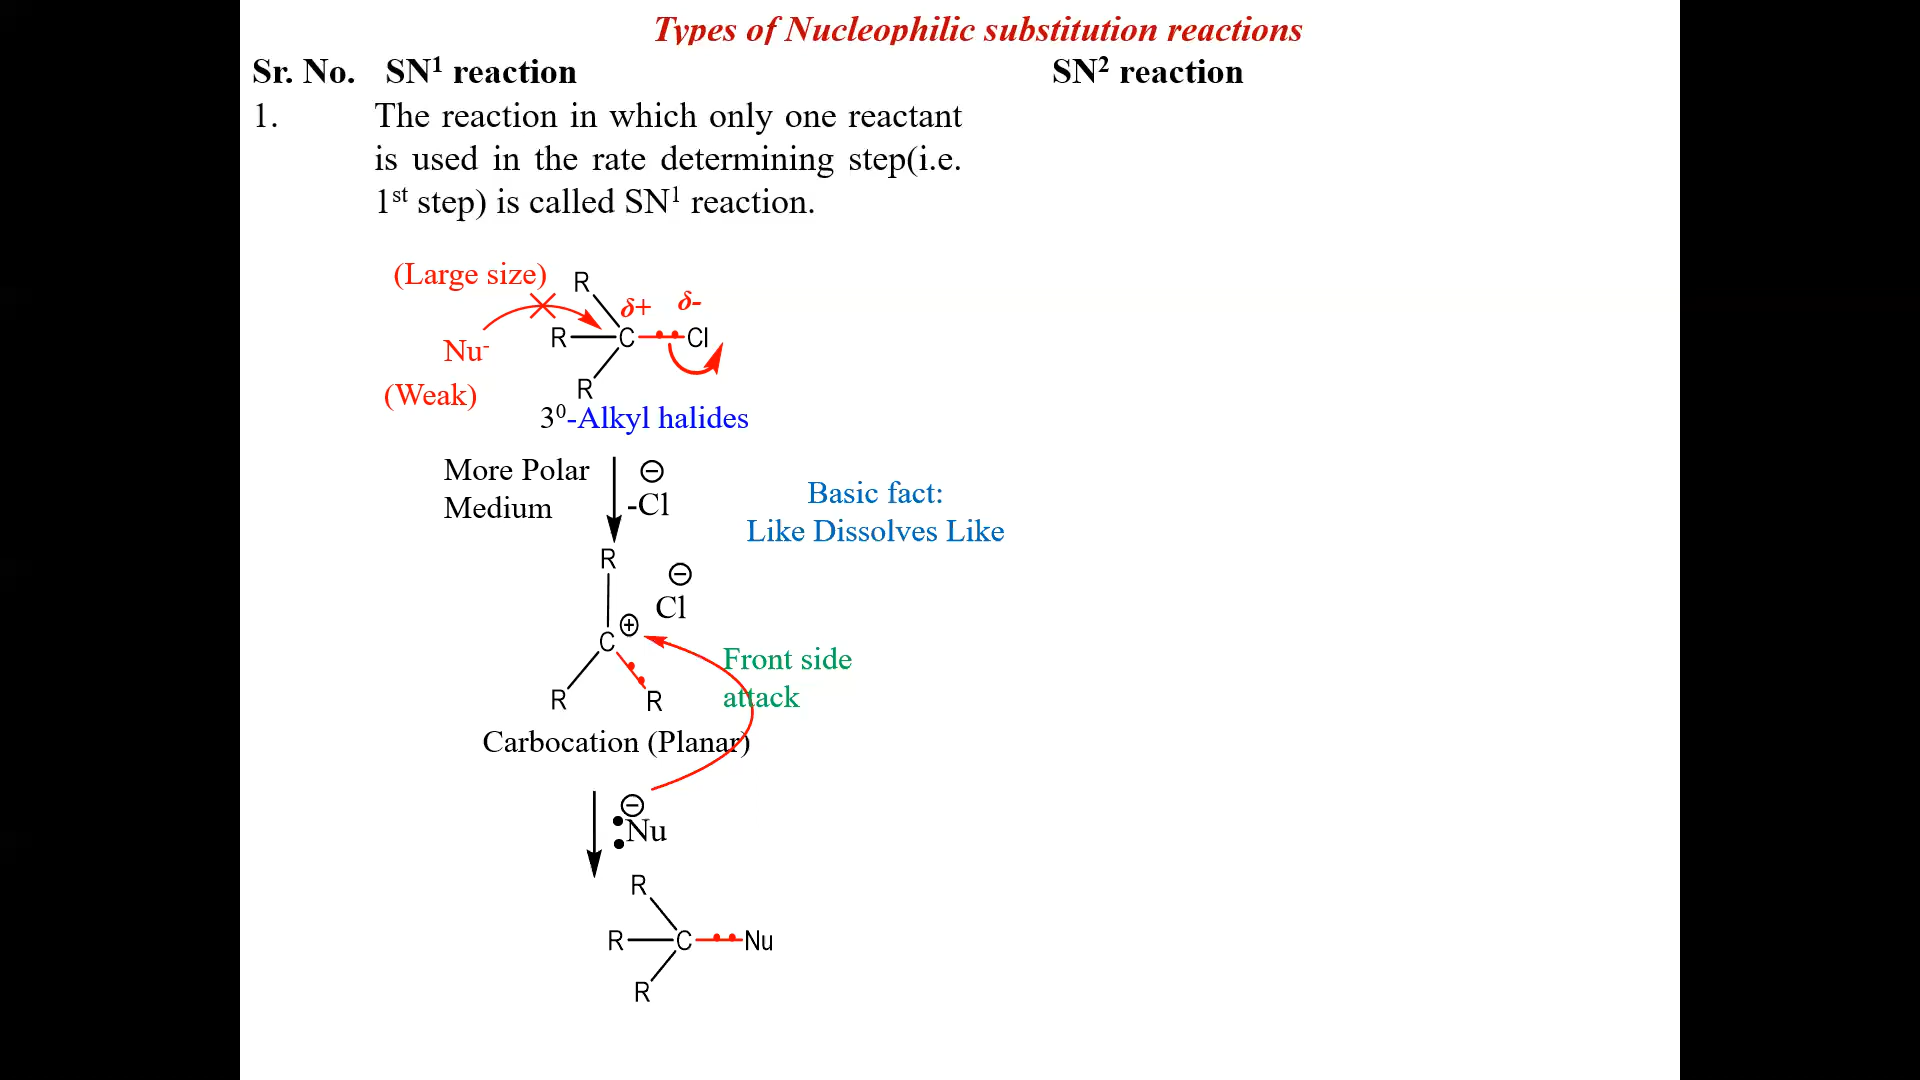 Types of Nucleophilic substitution reactions
Sr. No. SN¹ reaction SN² reaction
1. The reaction in which only one reactant
is used in the rate determining step(i.e.
1st step) is called SN¹ reaction.
(Large size) R
δ+ δ-
R C Cl
Nu-
(Weak) R
3⁰-Alkyl halides
More Polar ⊖
Medium -Cl
Basic fact:
Like Dissolves Like
R
⊖
Cl
C ⊕
Front side
attack
R R
Carbocation (Planar)
⊖
:Nu
R
R C Nu
R